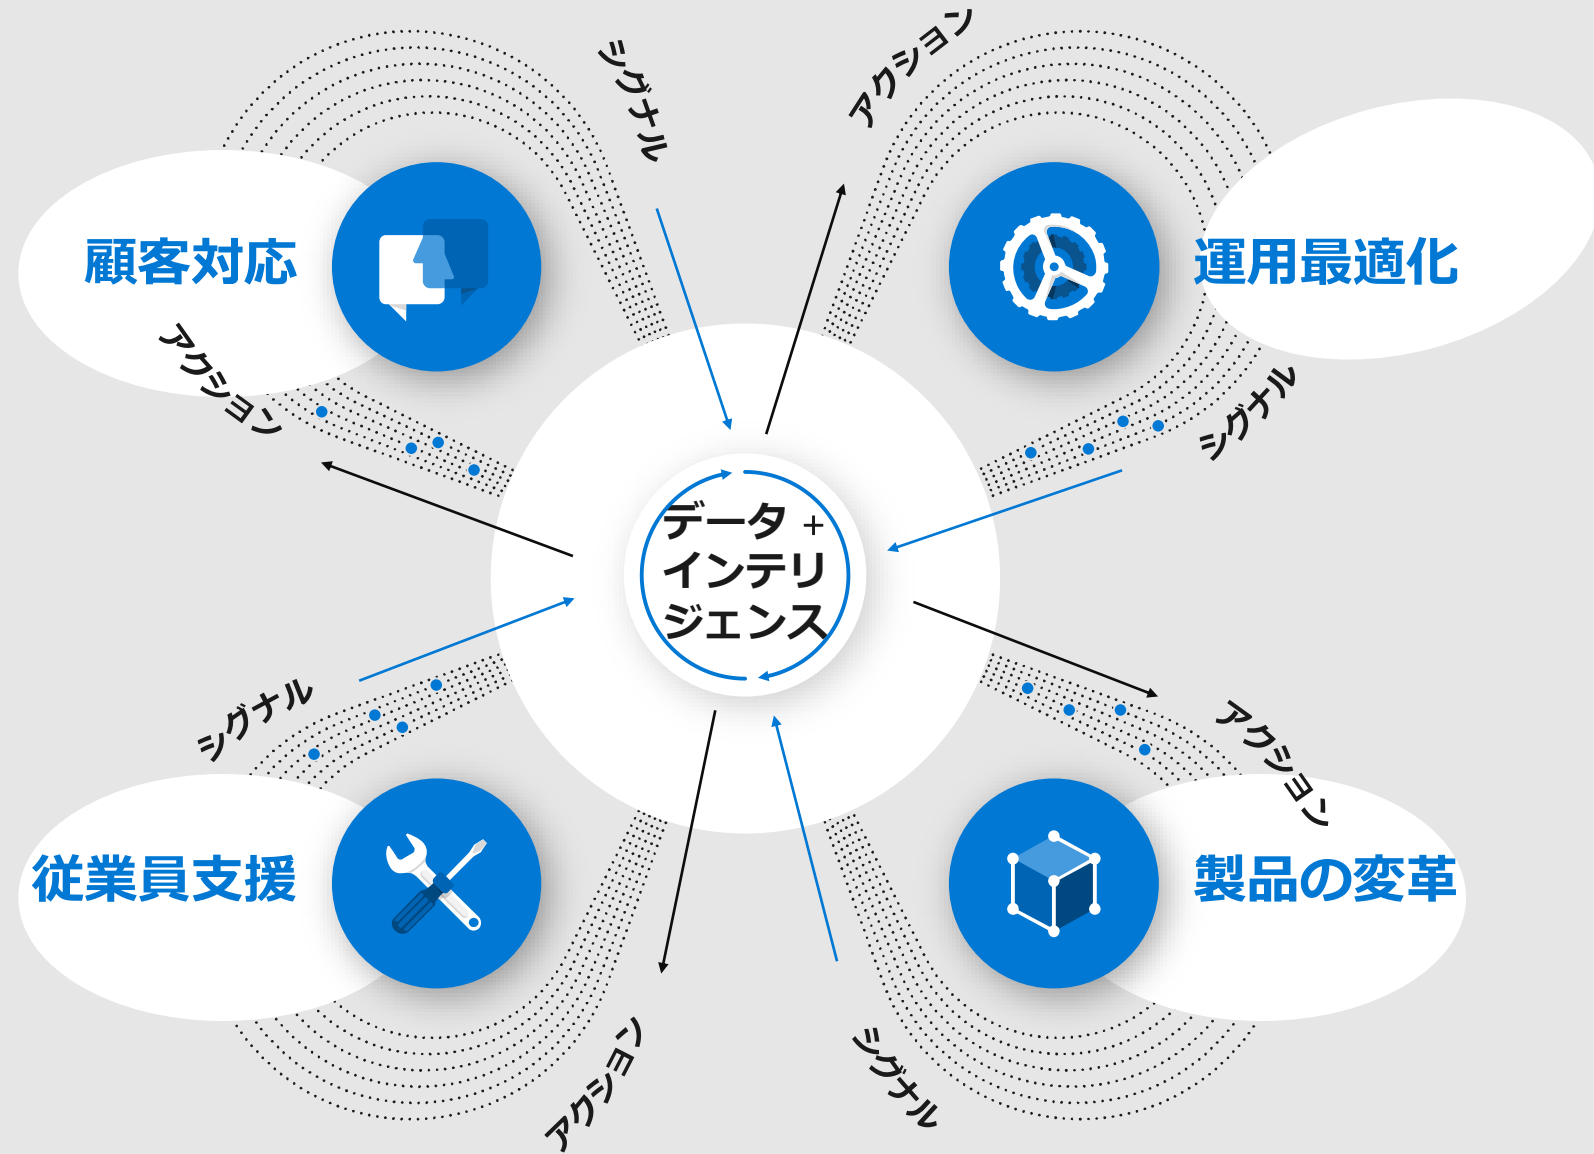 シグナル
アクション
顧客対応
運用最適化
アクション
シグナル
データ +
インテリ
ジェンス
シグナル
アクション
従業員支援
製品の変革
アクション
シグナル